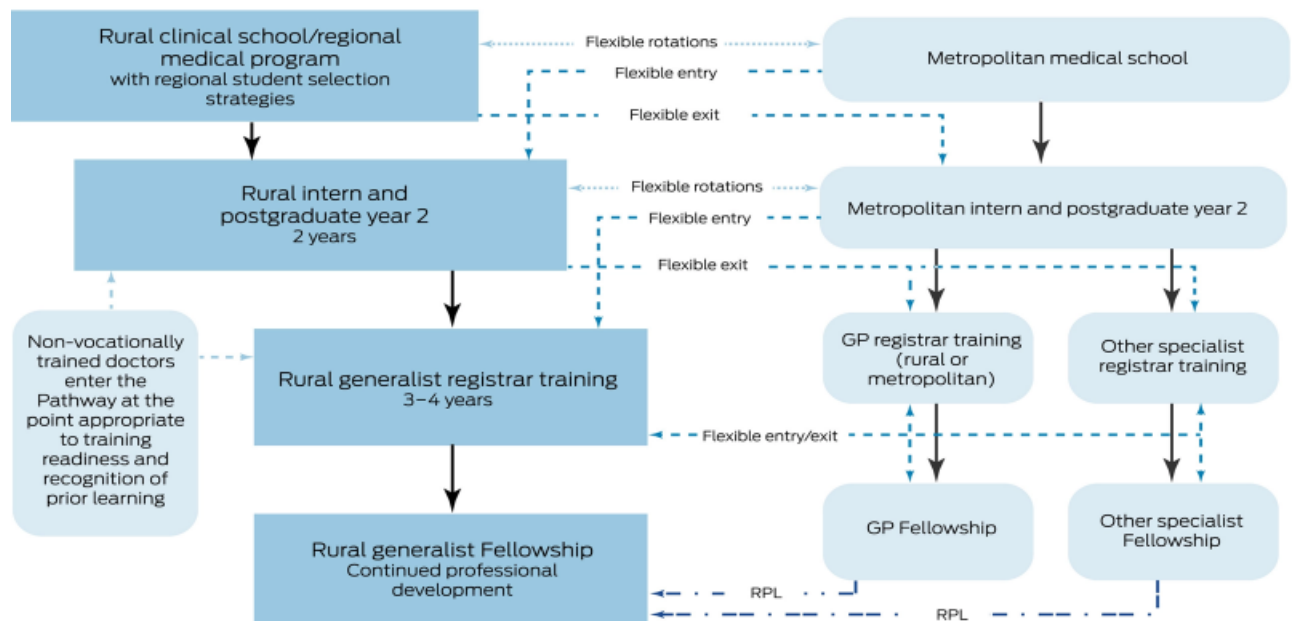 Rural clinical school/regional
medical program
with regional student selection
strategies
Flexible rotations
Flexible entry
Flexible exit
Metropolitan medical school
Rural intern and
postgraduate year 2
2 years
Flexible rotations
Flexible entry
Flexible exit
Metropolitan intern and postgraduate year 2
Non-vocationally
trained doctors
enter the
Pathway at the
point appropriate
to training
readiness and
recognition of
prior learning
Rural generalist registrar training
3–4 years
GP registrar training
(rural or
metropolitan)
Other specialist
registrar training
Flexible entry/exit
Rural generalist Fellowship
Continued professional
development
GP Fellowship
Other specialist
Fellowship
RPL
RPL